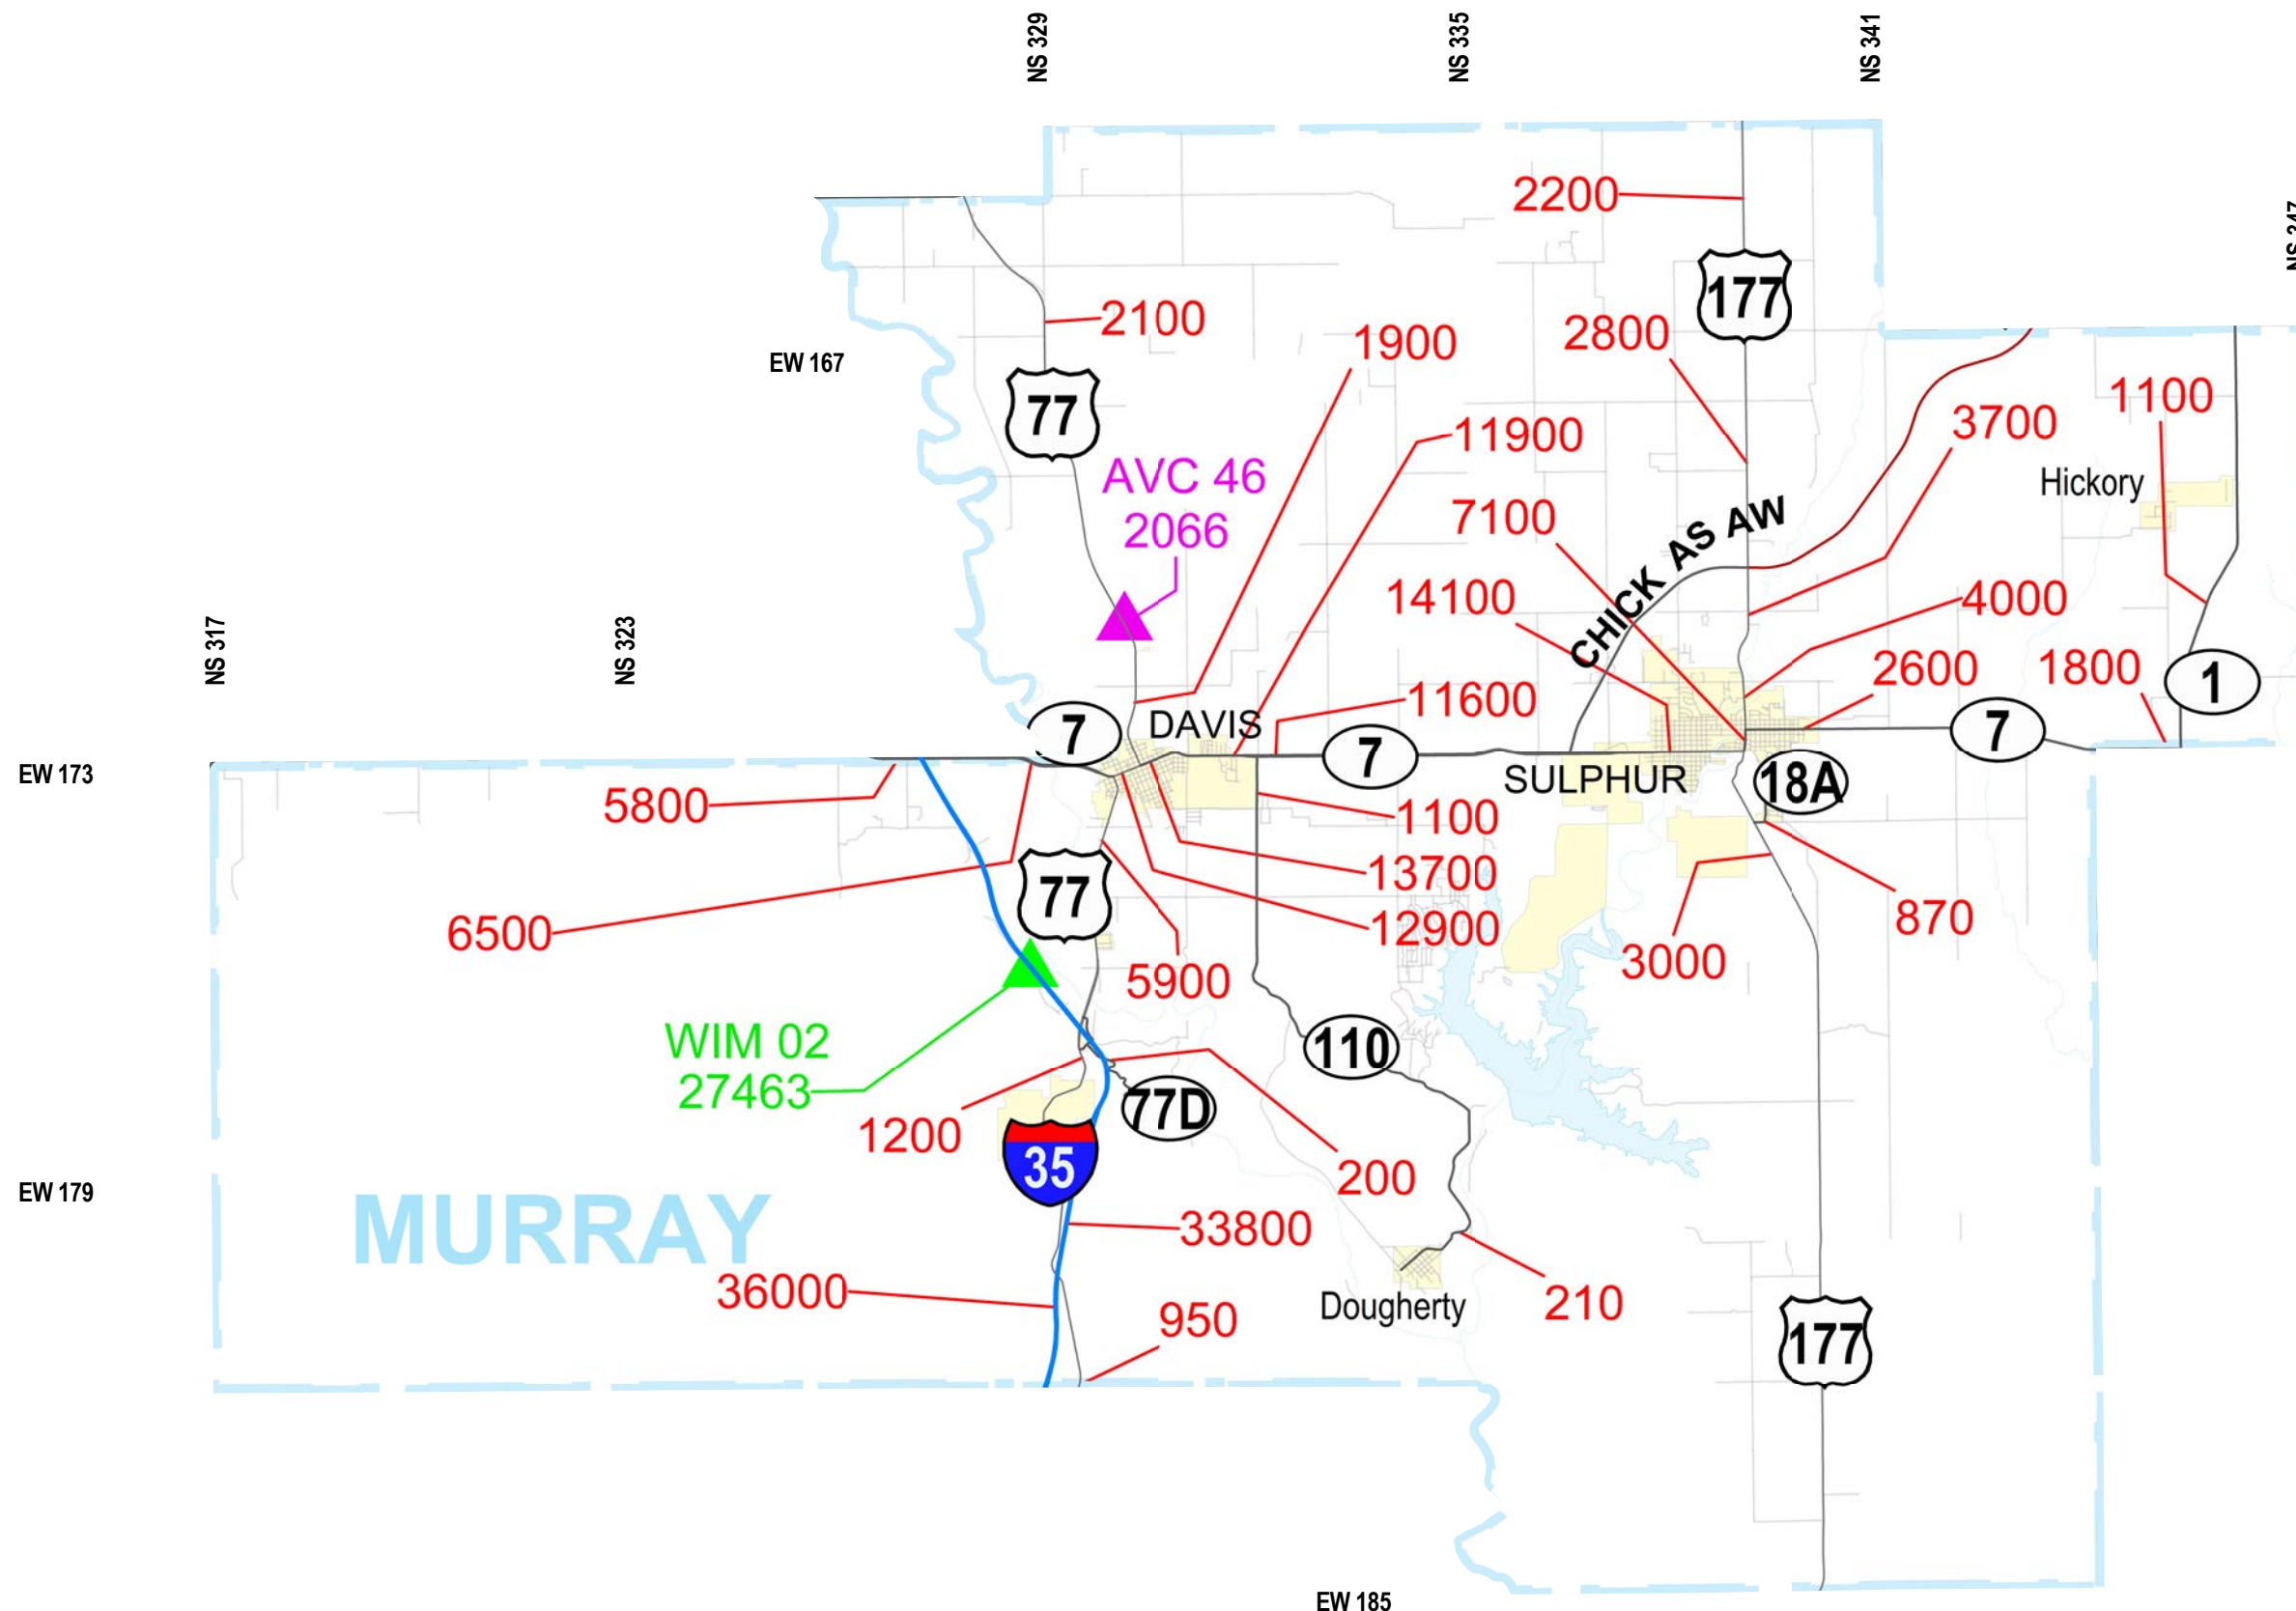 NS 329
NS 335
NS 341
NS 347
2200
177
2100
1900
2800
EW 167
77
11900
1100
3700
AVC 46
2066
Hickory
7100
CHICK AS AW
14100
4000
NS 317
NS 323
2600
1800
1
11600
7
DAVIS
7
7
EW 173
SULPHUR
18A
5800
1100
13700
77
870
6500
12900
3000
5900
WIM 02
27463
110
77D
1200
35
200
EW 179
MURRAY
33800
36000
950
Dougherty
210
177
EW 185